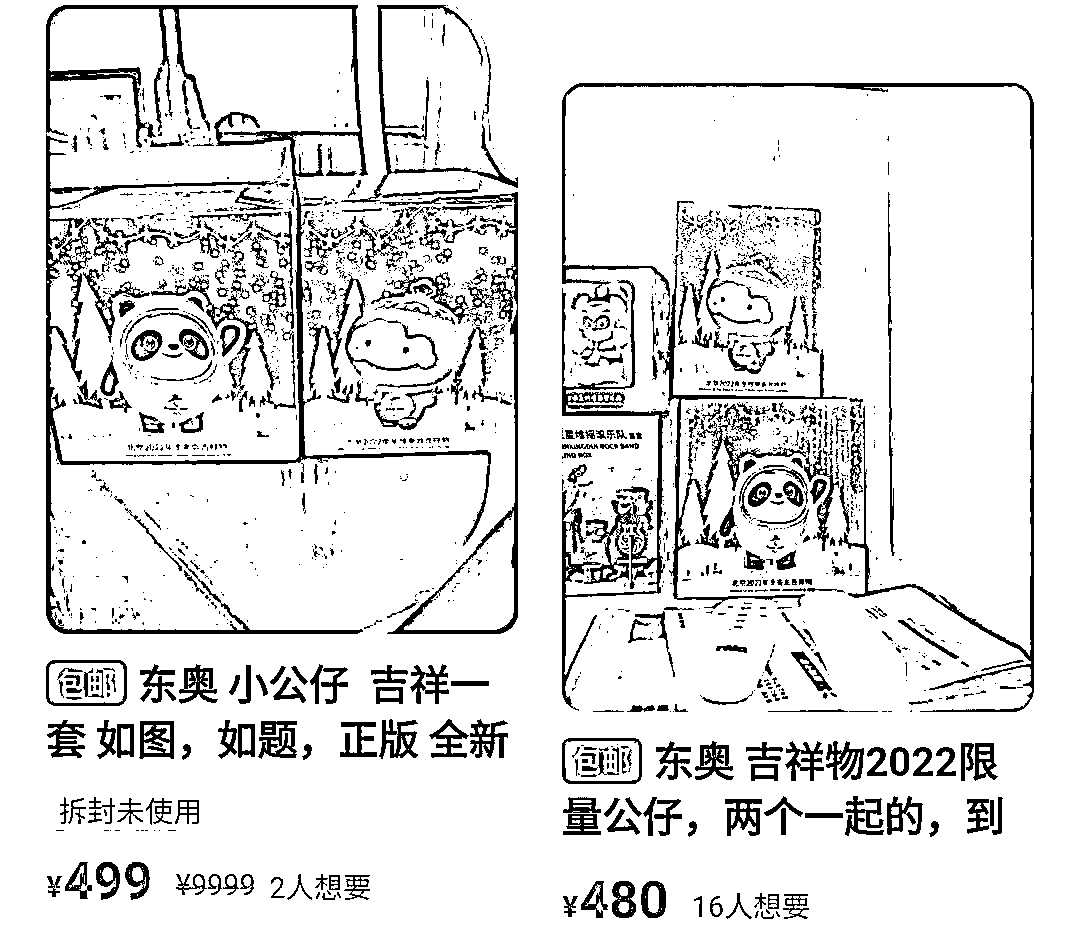 包邮 东奥 小公仔 吉祥一
套 如图，如题，正版 全新
拆封未使用
¥499 ¥9999 2人想要
包邮 东奥 吉祥物2022限
量公仔，两个一起的，到
¥480 16人想要